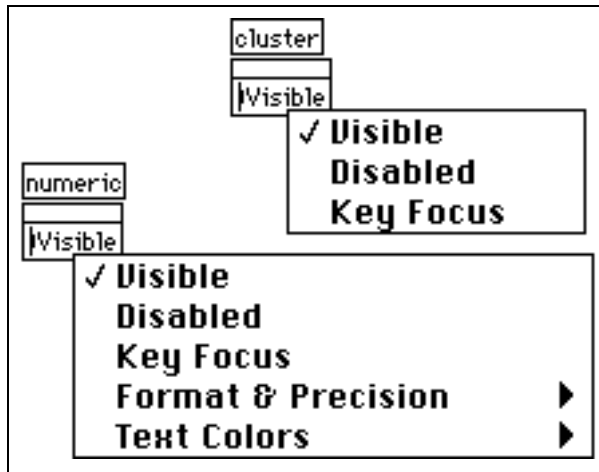 cluster
Visible
✓ Visible
Disabled
Key Focus
numeric
Visible
✓ Visible
Disabled
Key Focus
Format & Precision ▶
Text Colors ▶